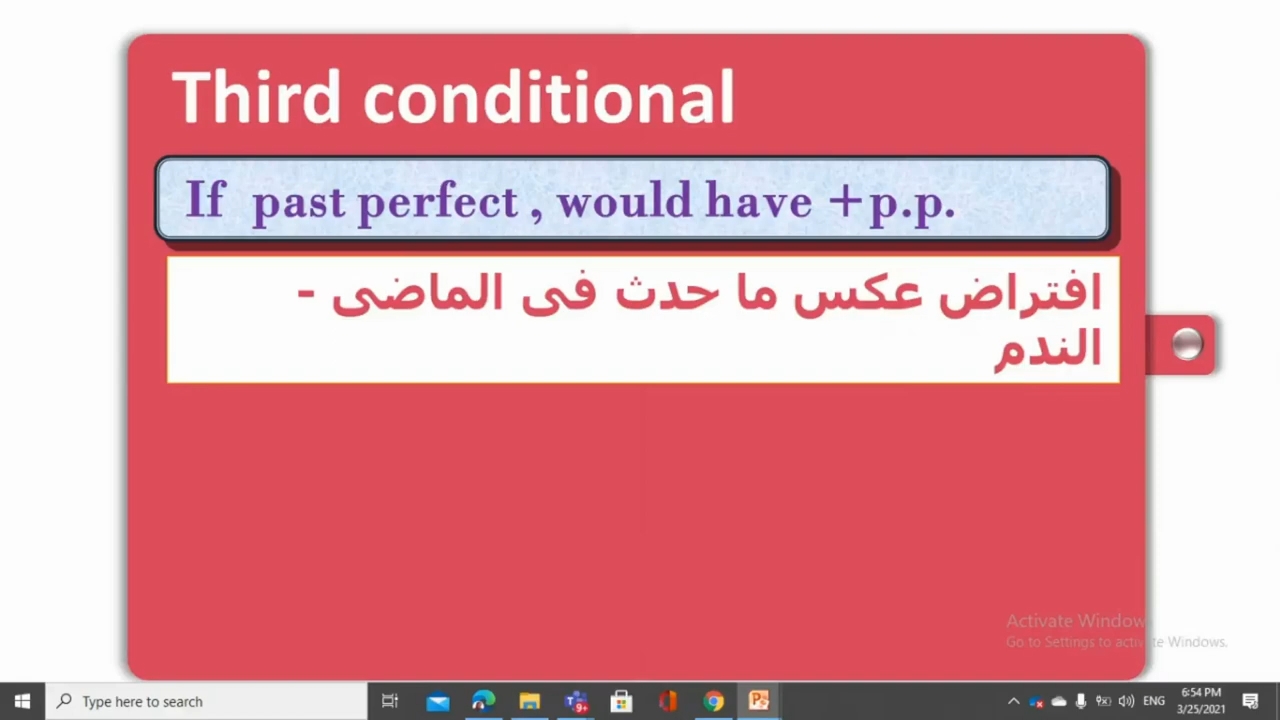 Third conditional
If past perfect , would have +p.p.
افتراض عكس ما حدث فى الماضى -
الندم
Activate Windows
Go to Settings to activate Windows.
Type here to search
9+
ENG
6:54 PM
3/25/2021